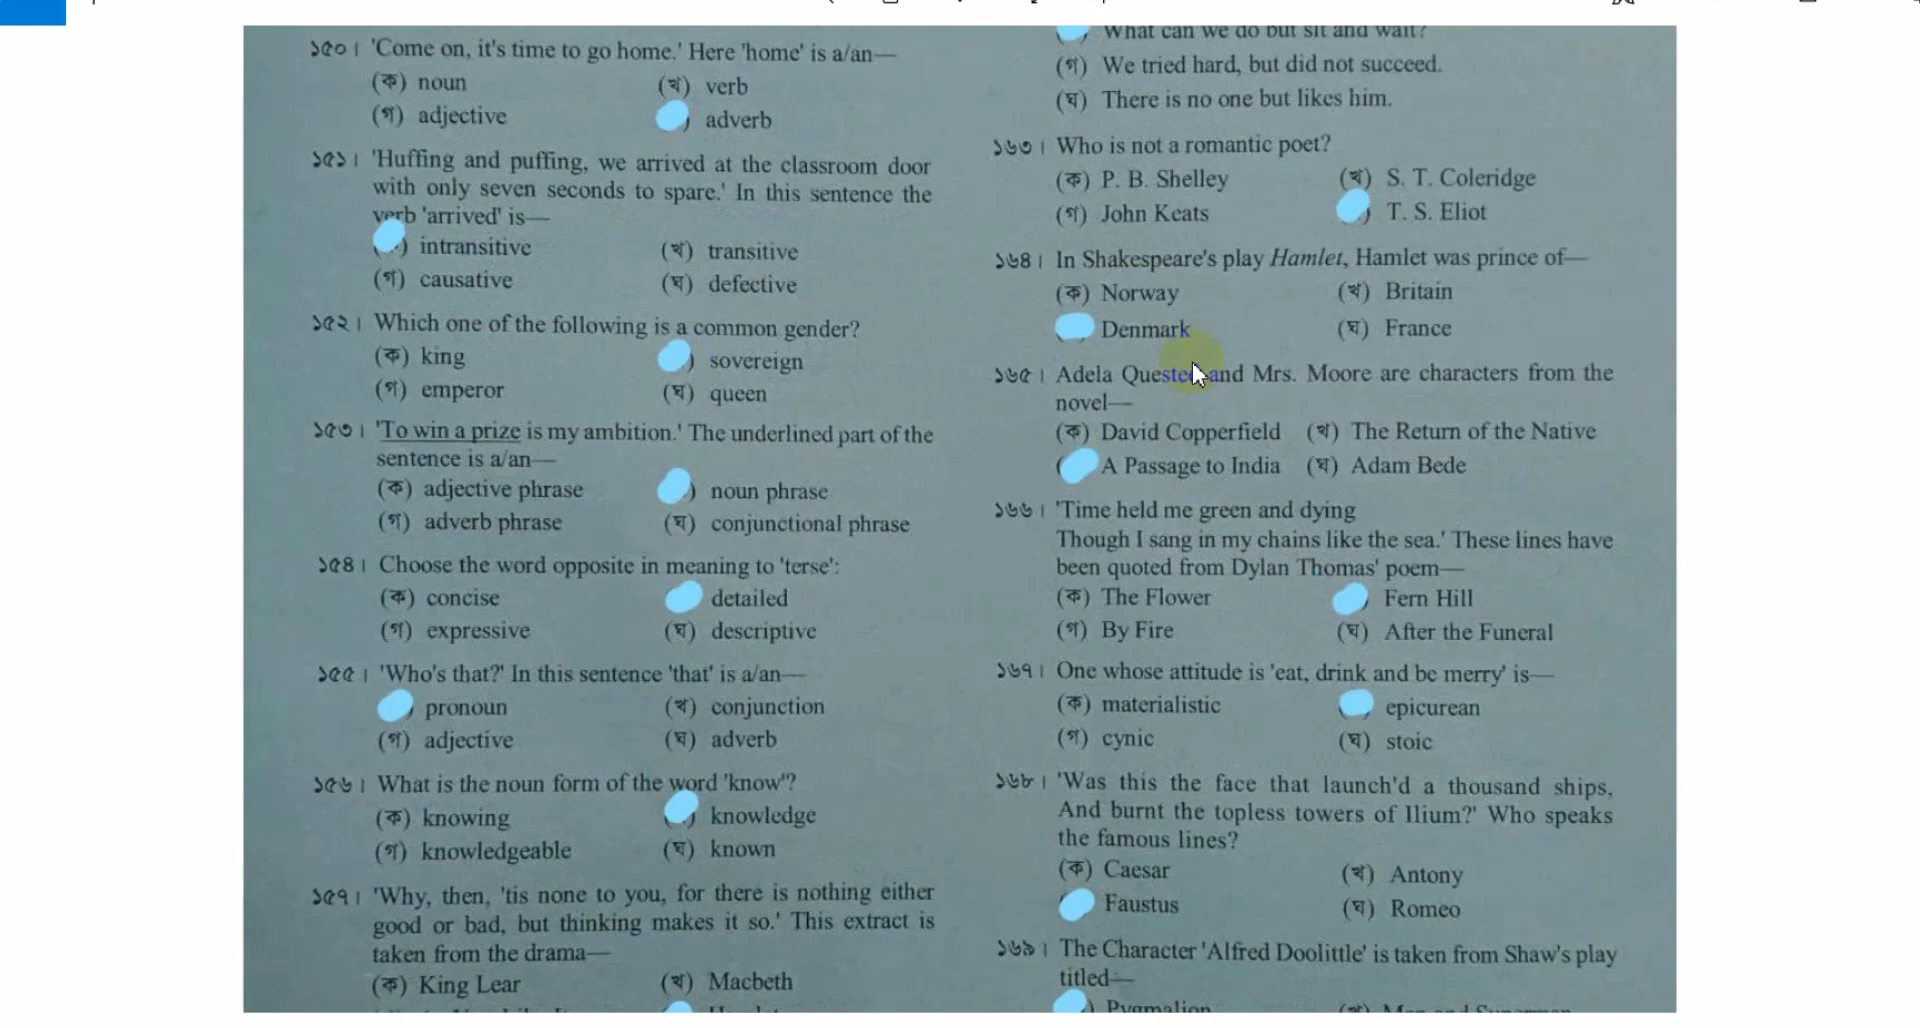 ১৫০। 'Come on, it's time to go home.' Here 'home' is a/an—
(ক) noun (খ) verb
(গ) adjective adverb
১৫১। 'Huffing and puffing, we arrived at the classroom door
with only seven seconds to spare.' In this sentence the
verb 'arrived' is—
intransitive (খ) transitive
(গ) causative (ঘ) defective
১৫২। Which one of the following is a common gender?
(ক) king sovereign
(গ) emperor (ঘ) queen
১৫৩। 'To win a prize is my ambition.' The underlined part of the
sentence is a/an—
(ক) adjective phrase noun phrase
(গ) adverb phrase (ঘ) conjunctional phrase
১৫৪। Choose the word opposite in meaning to 'terse':
(ক) concise detailed
(গ) expressive (ঘ) descriptive
১৫৫। 'Who's that?' In this sentence 'that' is a/an—
pronoun (খ) conjunction
(গ) adjective (ঘ) adverb
১৫৬। What is the noun form of the word 'know'?
(ক) knowing knowledge
(গ) knowledgeable (ঘ) known
১৫৭। 'Why, then, 'tis none to you, for there is nothing either
good or bad, but thinking makes it so.' This extract is
taken from the drama—
(ক) King Lear (খ) Macbeth
What can we do but sit and wait?
(গ) We tried hard, but did not succeed.
(ঘ) There is no one but likes him.
১৬৩। Who is not a romantic poet?
(ক) P. B. Shelley (খ) S. T. Coleridge
(গ) John Keats T. S. Eliot
১৬৪। In Shakespeare's play Hamlet, Hamlet was prince of—
(ক) Norway (খ) Britain
Denmark (ঘ) France
১৬৫। Adela Quested and Mrs. Moore are characters from the
novel—
(ক) David Copperfield (খ) The Return of the Native
A Passage to India (ঘ) Adam Bede
১৬৬। 'Time held me green and dying
Though I sang in my chains like the sea.' These lines have
been quoted from Dylan Thomas' poem—
(ক) The Flower Fern Hill
(গ) By Fire (ঘ) After the Funeral
১৬৭। One whose attitude is 'eat, drink and be merry' is—
(ক) materialistic epicurean
(গ) cynic (ঘ) stoic
১৬৮। 'Was this the face that launch'd a thousand ships,
And burnt the topless towers of Ilium?' Who speaks
the famous lines?
(ক) Caesar (খ) Antony
Faustus (ঘ) Romeo
১৬৯। The Character 'Alfred Doolittle' is taken from Shaw's play
titled—
Pygmalion